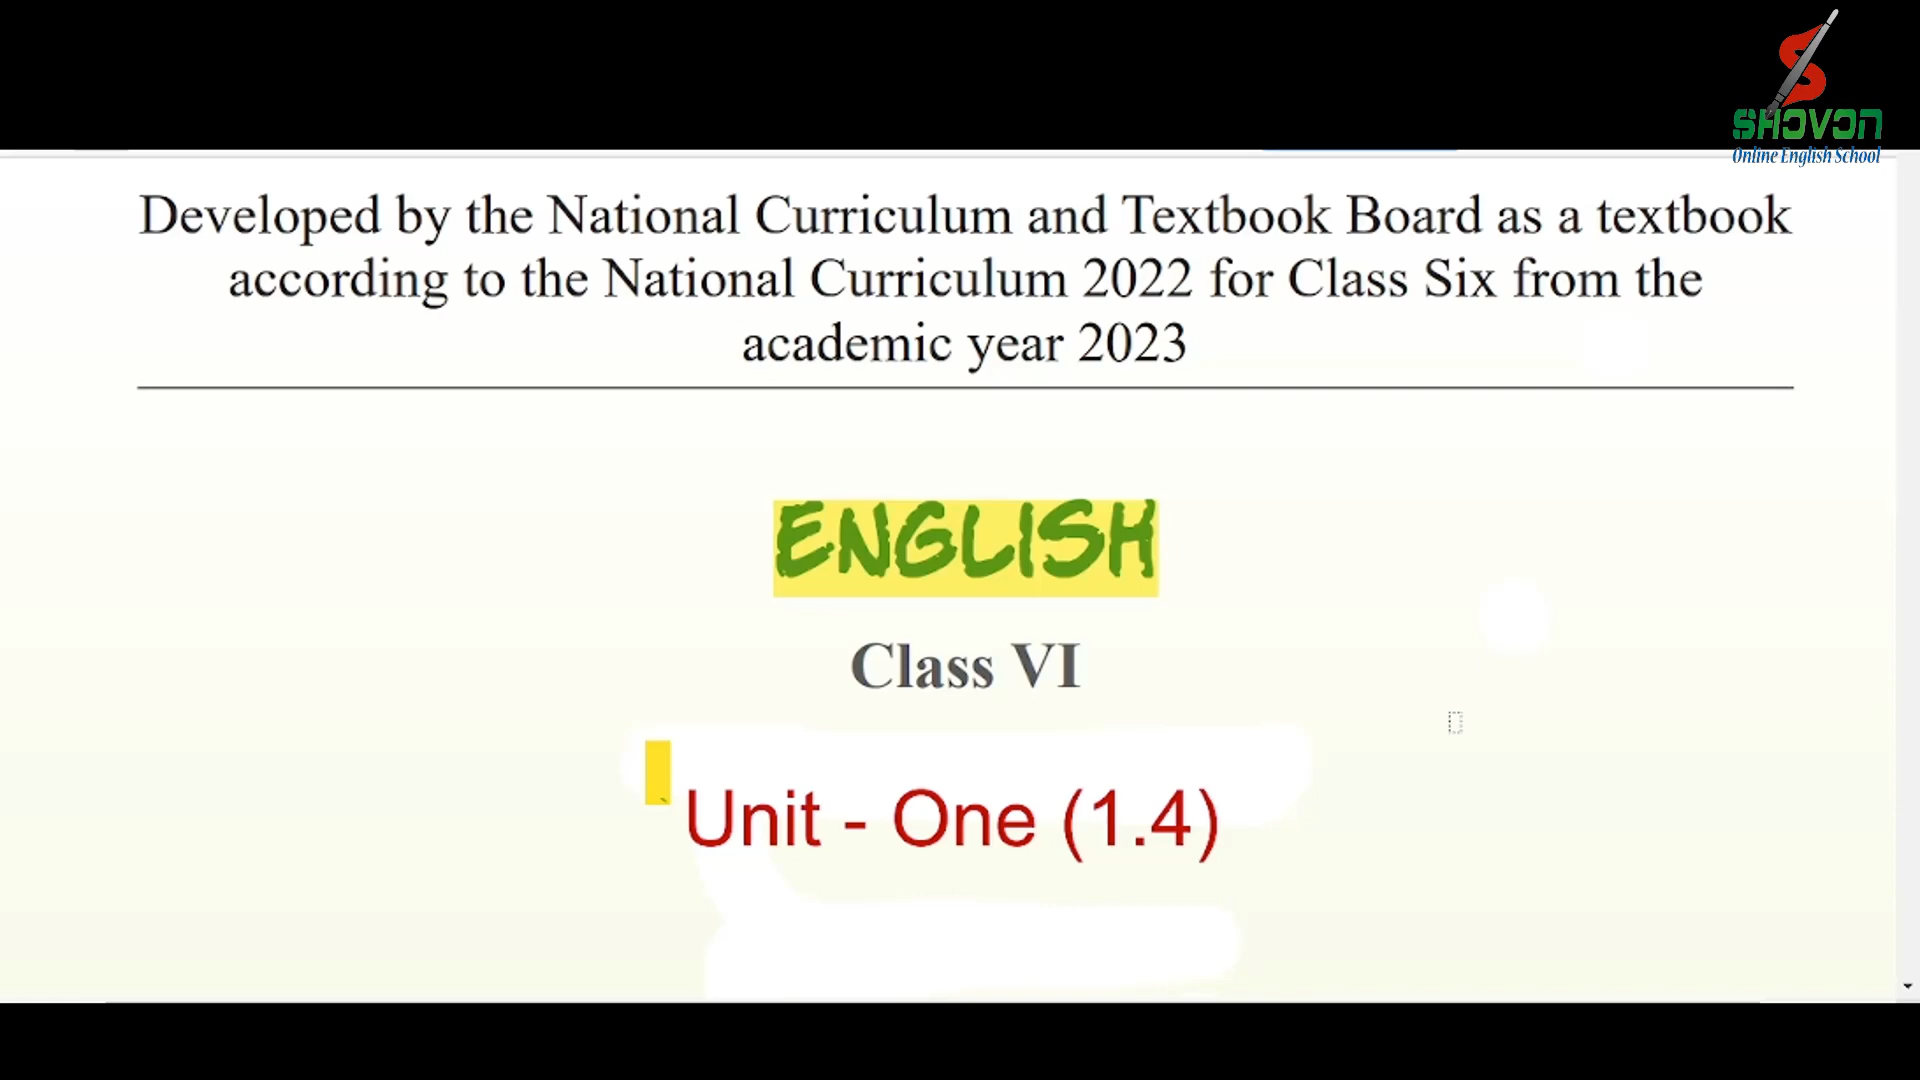 SHOVON
Online English School
Developed by the National Curriculum and Textbook Board as a textbook
according to the National Curriculum 2022 for Class Six from the
academic year 2023
ENGLISH
Class VI
Unit - One (1.4)